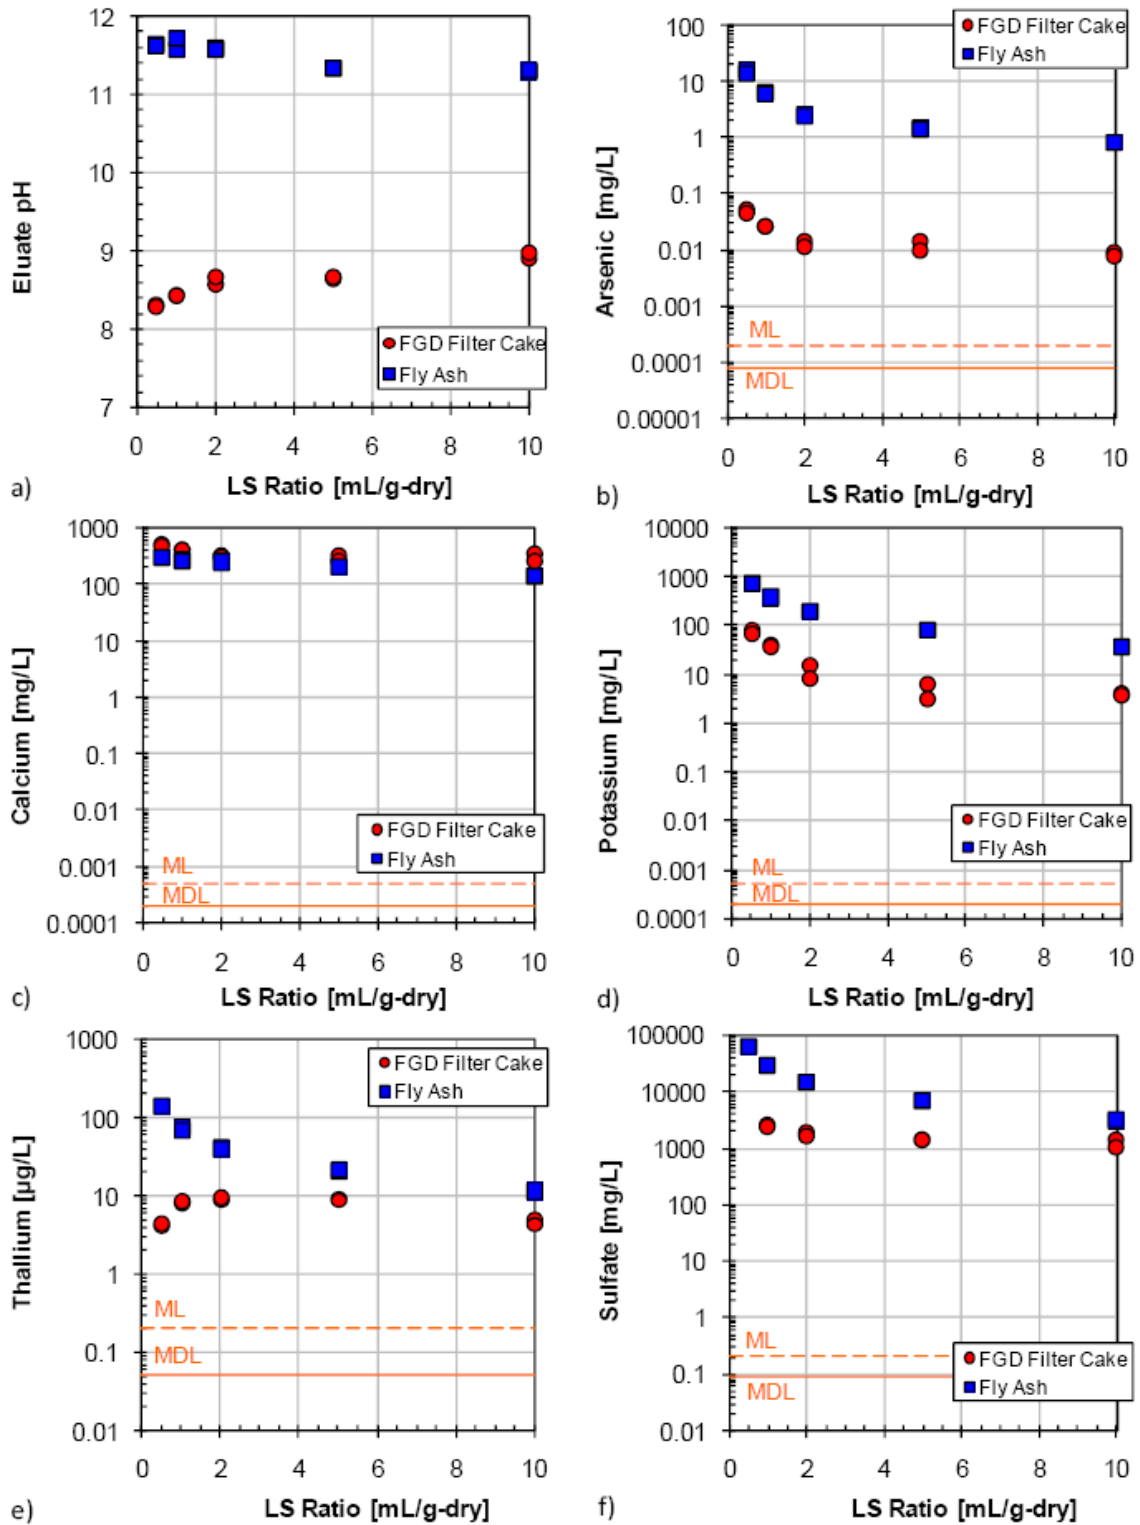 12
11
10
9
8
7
Eluate pH
FGD Filter Cake
Fly Ash
0 2 4 6 8 10
LS Ratio [mL/g-dry]
a)
100
10
1
0.1
0.01
0.001
0.0001
0.00001
Arsenic [mg/L]
FGD Filter Cake
Fly Ash
ML
MDL
0 2 4 6 8 10
LS Ratio [mL/g-dry]
b)
1000
100
10
1
0.1
0.01
0.001
0.0001
Calcium [mg/L]
FGD Filter Cake
Fly Ash
ML
MDL
0 2 4 6 8 10
LS Ratio [mL/g-dry]
c)
10000
1000
100
10
1
0.1
0.01
0.001
0.0001
Potassium [mg/L]
FGD Filter Cake
Fly Ash
ML
MDL
0 2 4 6 8 10
LS Ratio [mL/g-dry]
d)
1000
100
10
1
0.1
0.01
Thallium [µg/L]
FGD Filter Cake
Fly Ash
ML
MDL
0 2 4 6 8 10
LS Ratio [mL/g-dry]
e)
100000
10000
1000
100
10
1
0.1
0.01
Sulfate [mg/L]
ML
FGD Filter Cake
MDL
Fly Ash
0 2 4 6 8 10
LS Ratio [mL/g-dry]
f)